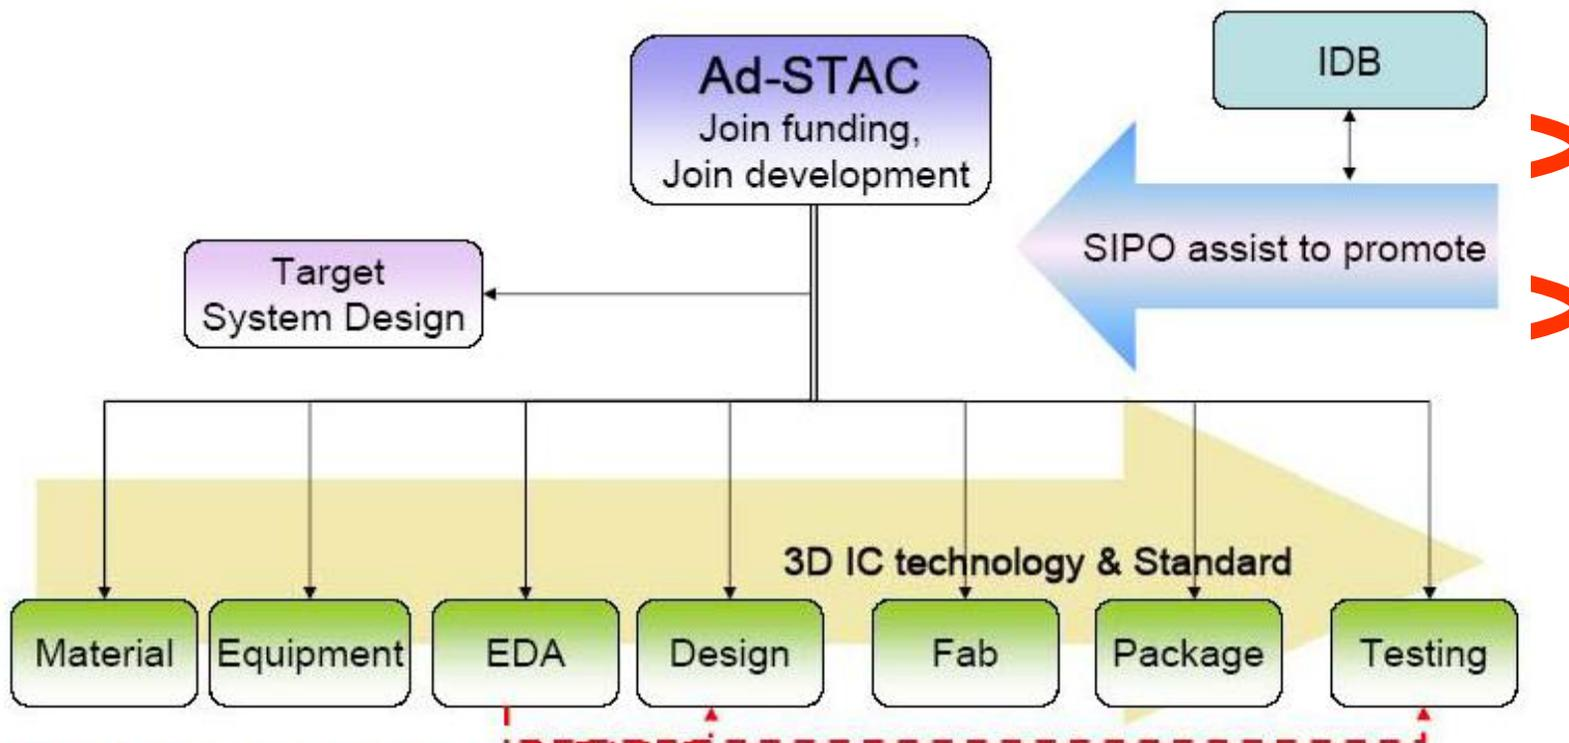 Ad-STAC
Join funding,
Join development
IDB
SIPO assist to promote
Target
System Design
3D IC technology & Standard
Material
Equipment
EDA
Design
Fab
Package
Testing